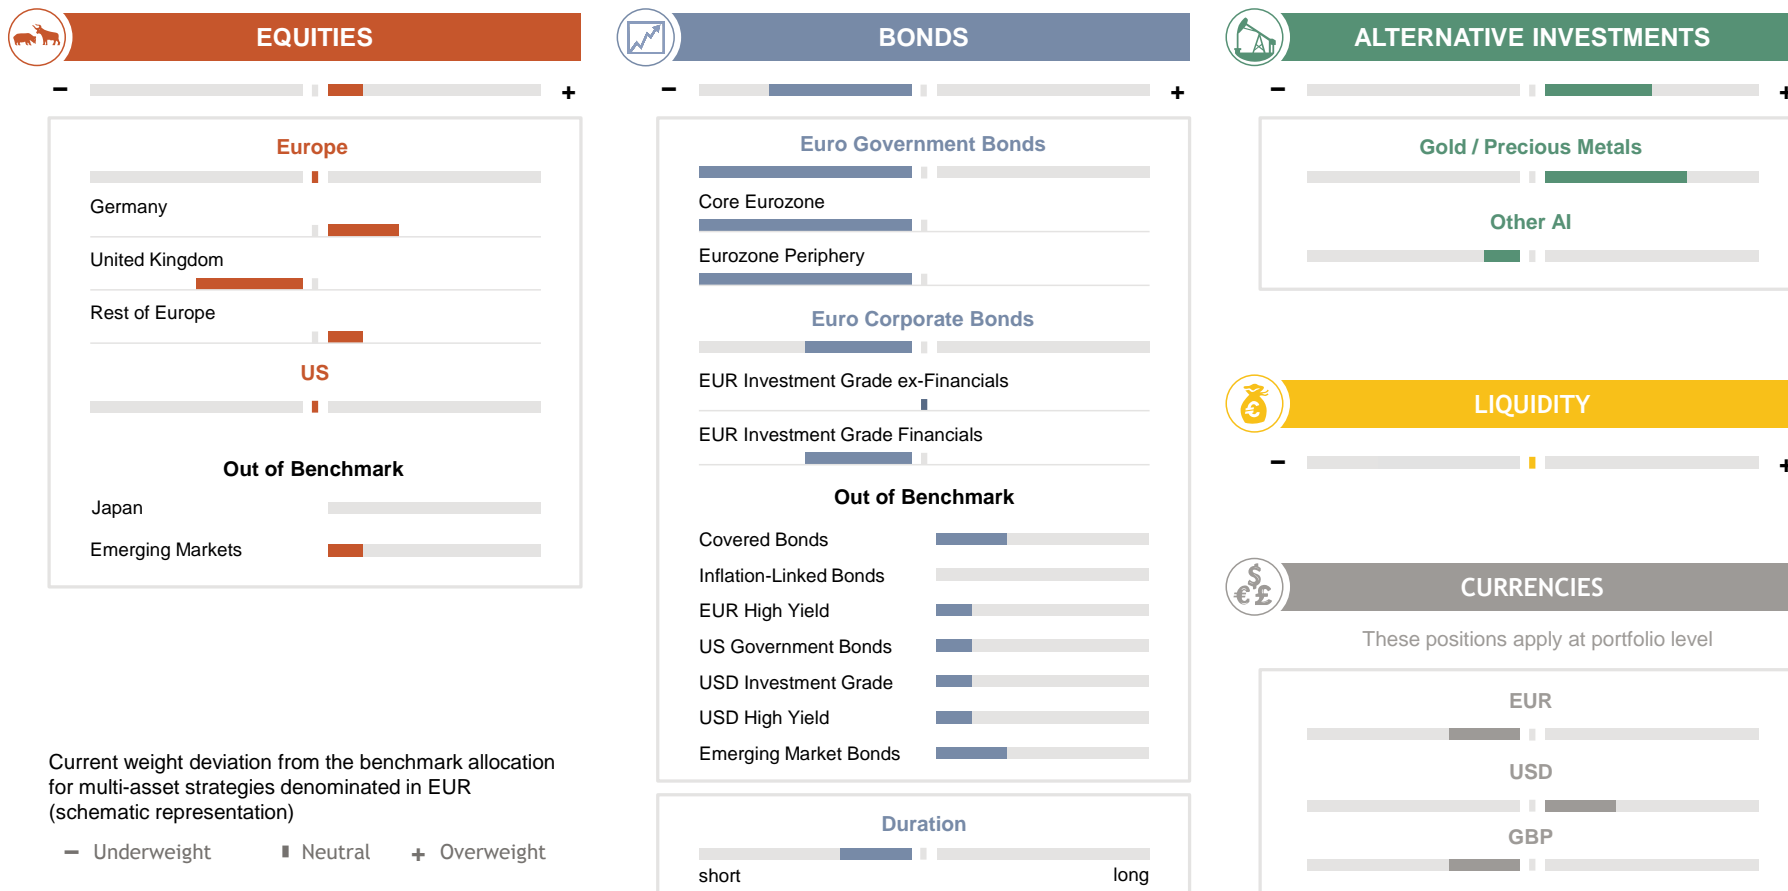 EQUITIES
− +
Europe
Germany
United Kingdom
Rest of Europe
US
Out of Benchmark
Japan
Emerging Markets
Current weight deviation from the benchmark allocation
for multi-asset strategies denominated in EUR
(schematic representation)
− Underweight Neutral + Overweight
BONDS
− +
Euro Government Bonds
Core Eurozone
Eurozone Periphery
Euro Corporate Bonds
EUR Investment Grade ex-Financials
EUR Investment Grade Financials
Out of Benchmark
Covered Bonds
Inflation-Linked Bonds
EUR High Yield
US Government Bonds
USD Investment Grade
USD High Yield
Emerging Market Bonds
Duration
short long
ALTERNATIVE INVESTMENTS
− +
Gold / Precious Metals
Other AI
€
LIQUIDITY
− +
$
€£
CURRENCIES
These positions apply at portfolio level
EUR
USD
GBP